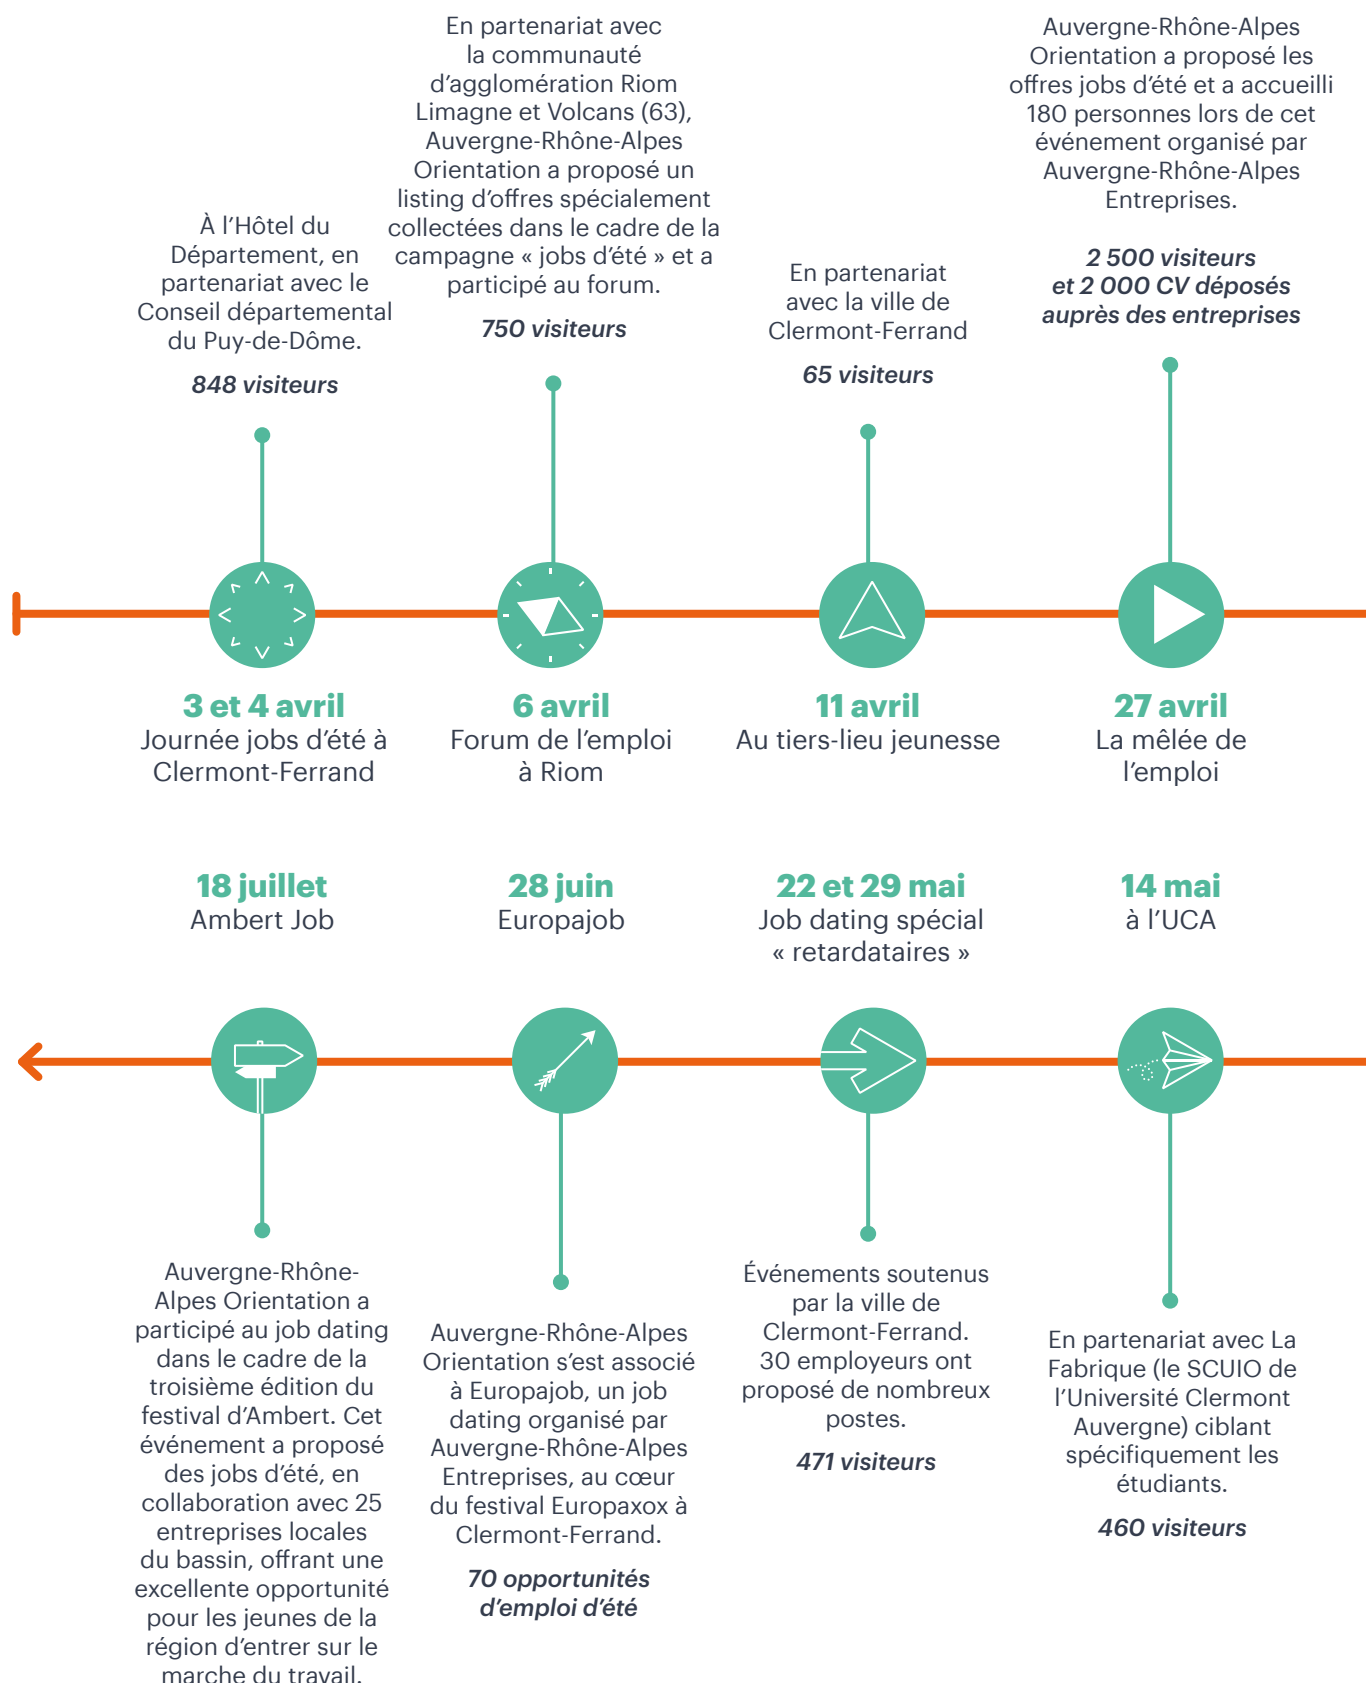 À l’Hôtel du
Département, en
partenariat avec le
Conseil départemental
du Puy-de-Dôme.
848 visiteurs
3 et 4 avril
Journée jobs d’été à
Clermont-Ferrand
En partenariat avec
la communauté
d’agglomération Riom
Limagne et Volcans (63),
Auvergne-Rhône-Alpes
Orientation a proposé un
listing d’offres spécialement
collectées dans le cadre de la
campagne « jobs d’été » et a
participé au forum.
750 visiteurs
6 avril
Forum de l’emploi
à Riom
En partenariat
avec la ville de
Clermont-Ferrand
65 visiteurs
11 avril
Au tiers-lieu jeunesse
Auvergne-Rhône-Alpes
Orientation a proposé les
offres jobs d’été et a accueilli
180 personnes lors de cet
événement organisé par
Auvergne-Rhône-Alpes
Entreprises.
2 500 visiteurs
et 2 000 CV déposés
auprès des entreprises
27 avril
La mêlée de
l’emploi
14 mai
à l’UCA
En partenariat avec La
Fabrique (le SCUIO de
l’Université Clermont
Auvergne) ciblant
spécifiquement les
étudiants.
460 visiteurs
22 et 29 mai
Job dating spécial
« retardataires »
Événements soutenus
par la ville de
Clermont-Ferrand.
30 employeurs ont
proposé de nombreux
postes.
471 visiteurs
28 juin
Europajob
Auvergne-Rhône-Alpes
Orientation s’est associé
à Europajob, un job
dating organisé par
Auvergne-Rhône-Alpes
Entreprises, au cœur
du festival Europaxox à
Clermont-Ferrand.
70 opportunités
d’emploi d’été
18 juillet
Ambert Job
Auvergne-Rhône-
Alpes Orientation a
participé au job dating
dans le cadre de la
troisième édition du
festival d’Ambert. Cet
événement a proposé
des jobs d’été, en
collaboration avec 25
entreprises locales
du bassin, offrant une
excellente opportunité
pour les jeunes de la
région d’entrer sur le
marche du travail.